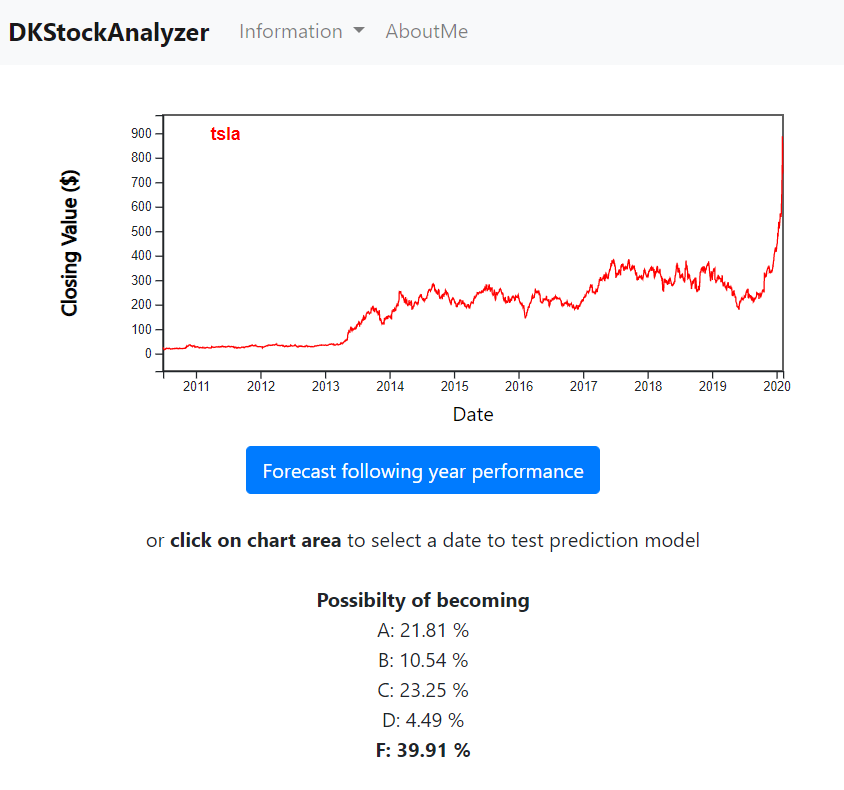 DKStockAnalyzer Information AboutMe
tsla
Closing Value ($)
900
800
700
600
500
400
300
200
100
0
2011 2012 2013 2014 2015 2016 2017 2018 2019 2020
Date
Forecast following year performance
or click on chart area to select a date to test prediction model
Possibilty of becoming
A: 21.81 %
B: 10.54 %
C: 23.25 %
D: 4.49 %
F: 39.91 %